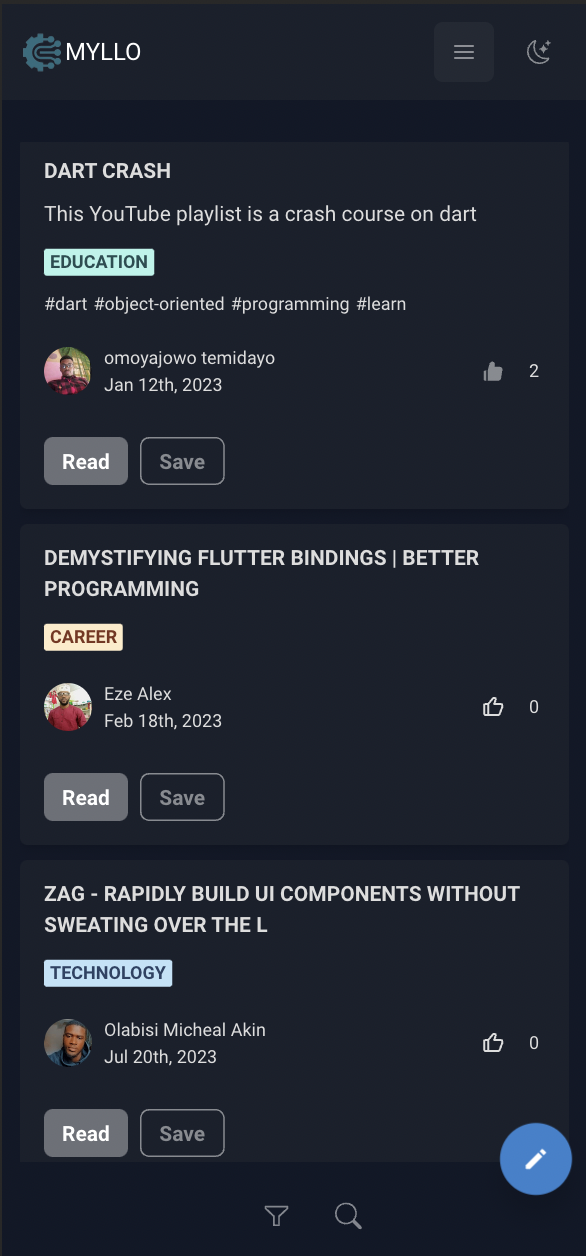 MYLLO
DART CRASH
This YouTube playlist is a crash course on dart
EDUCATION
#dart #object-oriented #programming #learn
omoyajowo temidayo
Jan 12th, 2023
2
Read Save
DEMYSTIFYING FLUTTER BINDINGS | BETTER
PROGRAMMING
CAREER
Eze Alex
Feb 18th, 2023
0
Read Save
ZAG - RAPIDLY BUILD UI COMPONENTS WITHOUT
SWEATING OVER THE L
TECHNOLOGY
Olabisi Micheal Akin
Jul 20th, 2023
0
Read Save